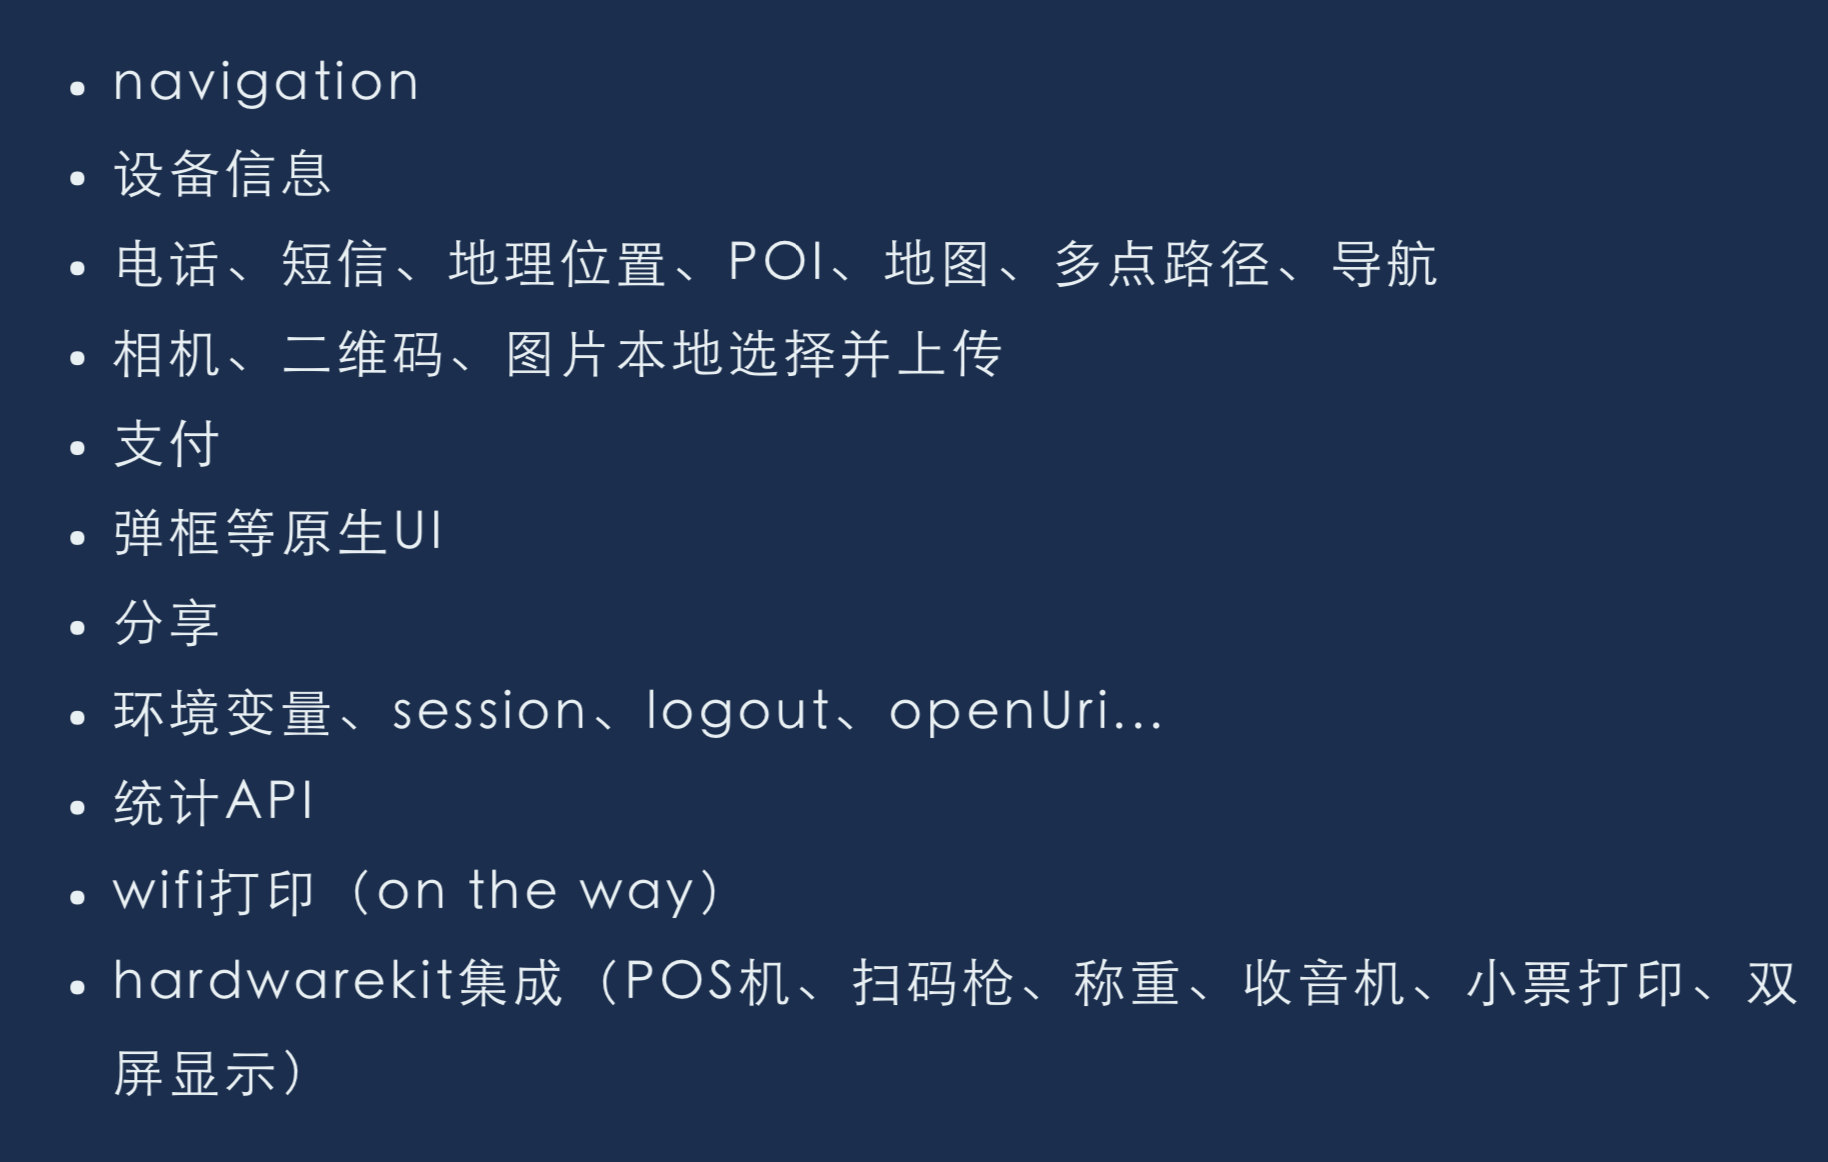 • navigation
• 设备信息
• 电话、短信、地理位置、POI、地图、多点路径、导航
• 相机、二维码、图片本地选择并上传
• 支付
• 弹框等原生UI
• 分享
• 环境变量、session、logout、openUri...
• 统计API
• wifi打印（on the way）
• hardwarekit集成（POS机、扫码枪、称重、收音机、小票打印、双
屏显示）